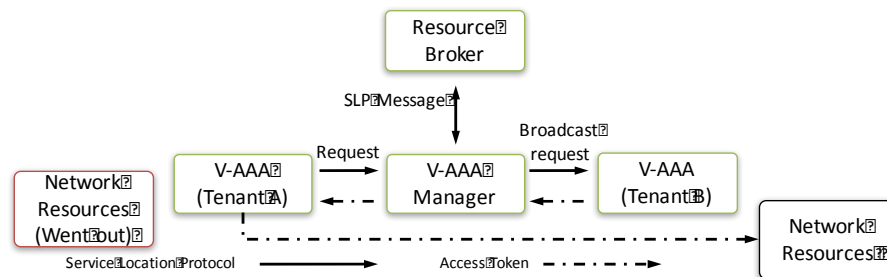 Resource
Broker
SLP Message
Broadcast
request
Request
V-AAA
(Tenant A)
V-AAA
Manager
V-AAA
(Tenant B)
Network
Resources
(Went out)
Network
Resources
Service Location Protocol
Access Token